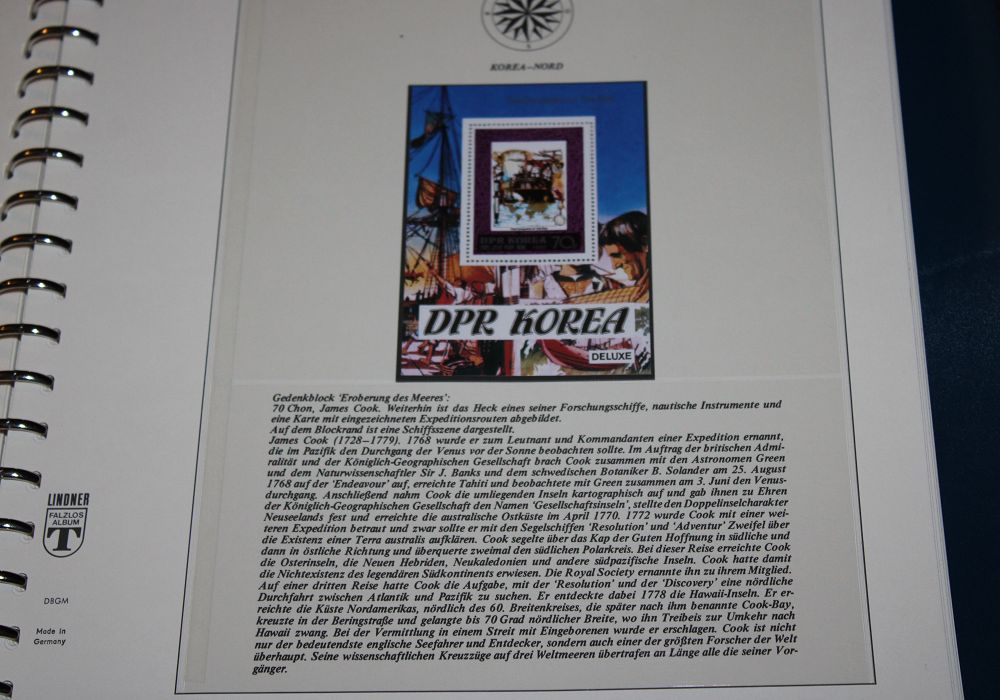 KOREA–NORD
DPR KOREA 70
DPR KOREA
DELUXE
Gedenkblock ‘Eroberung des Meeres’:
70 Chon, James Cook. Weiterhin ist das Heck eines seiner Forschungsschiffe, nautische Instrumente und
eine Karte mit eingezeichneten Expeditionsrouten abgebildet.
Auf dem Blockrand ist eine Schiffsszene dargestellt.
James Cook (1728–1779). 1768 wurde er zum Leutnant und Kommandanten einer Expedition ernannt,
die im Pazifik den Durchgang der Venus vor der Sonne beobachten sollte. Im Auftrag der britischen Admi-
ralität und der Königlich-Geographischen Gesellschaft brach Cook zusammen mit den Astronomen Green
und dem Naturwissenschaftler Sir J. Banks und dem schwedischen Botaniker B. Solander am 25. August
1768 auf der ‘Endeavour’ auf, erreichte Tahiti und beobachtete mit Green zusammen am 3. Juni den Venus-
durchgang. Anschließend nahm Cook die umliegenden Inseln kartographisch auf und gab ihnen zu Ehren
der Königlich-Geographischen Gesellschaft den Namen ‘Gesellschaftsinseln’, stellte den Doppelinselcharakter
Neuseelands fest und erreichte die australische Ostküste im April 1770. 1772 wurde Cook mit einer wei-
teren Expedition betraut und zwar sollte er mit den Segelschiffen ‘Resolution’ und ‘Adventur’ Zweifel über
die Existenz einer Terra australis aufklären. Cook segelte über das Kap der Guten Hoffnung in südliche und
dann in östliche Richtung und überquerte zweimal den südlichen Polarkreis. Bei dieser Reise erreichte Cook
die Osterinseln, die Neuen Hebriden, Neukaledonien und andere südpazifische Inseln. Cook hatte damit
die Nichtexistenz des legendären Südkontinents erwiesen. Die Royal Society ernannte ihn zu ihrem Mitglied.
Auf einer dritten Reise hatte Cook die Aufgabe, mit der ‘Resolution’ und der ‘Discovery’ eine nördliche
Durchfahrt zwischen Atlantik und Pazifik zu suchen. Er entdeckte dabei 1778 die Hawaii-Inseln. Er er-
reichte die Küste Nordamerikas, nördlich des 60. Breitenkreises, die später nach ihm benannte Cook-Bay,
kreuzte in der Beringstraße und gelangte bis 70 Grad nördlicher Breite, wo ihn Treibeis zur Umkehr nach
Hawaii zwang. Bei der Vermittlung in einem Streit mit Eingeborenen wurde er erschlagen. Cook ist nicht
nur der bedeutendste englische Seefahrer und Entdecker, sondern auch einer der größten Forscher der Welt
überhaupt. Seine wissenschaftlichen Kreuzzüge auf drei Weltmeeren übertrafen an Länge alle die seiner Vor-
gänger.
LINDNER
FALZLOS
ALBUM
T
DBGM
Made in
Germany